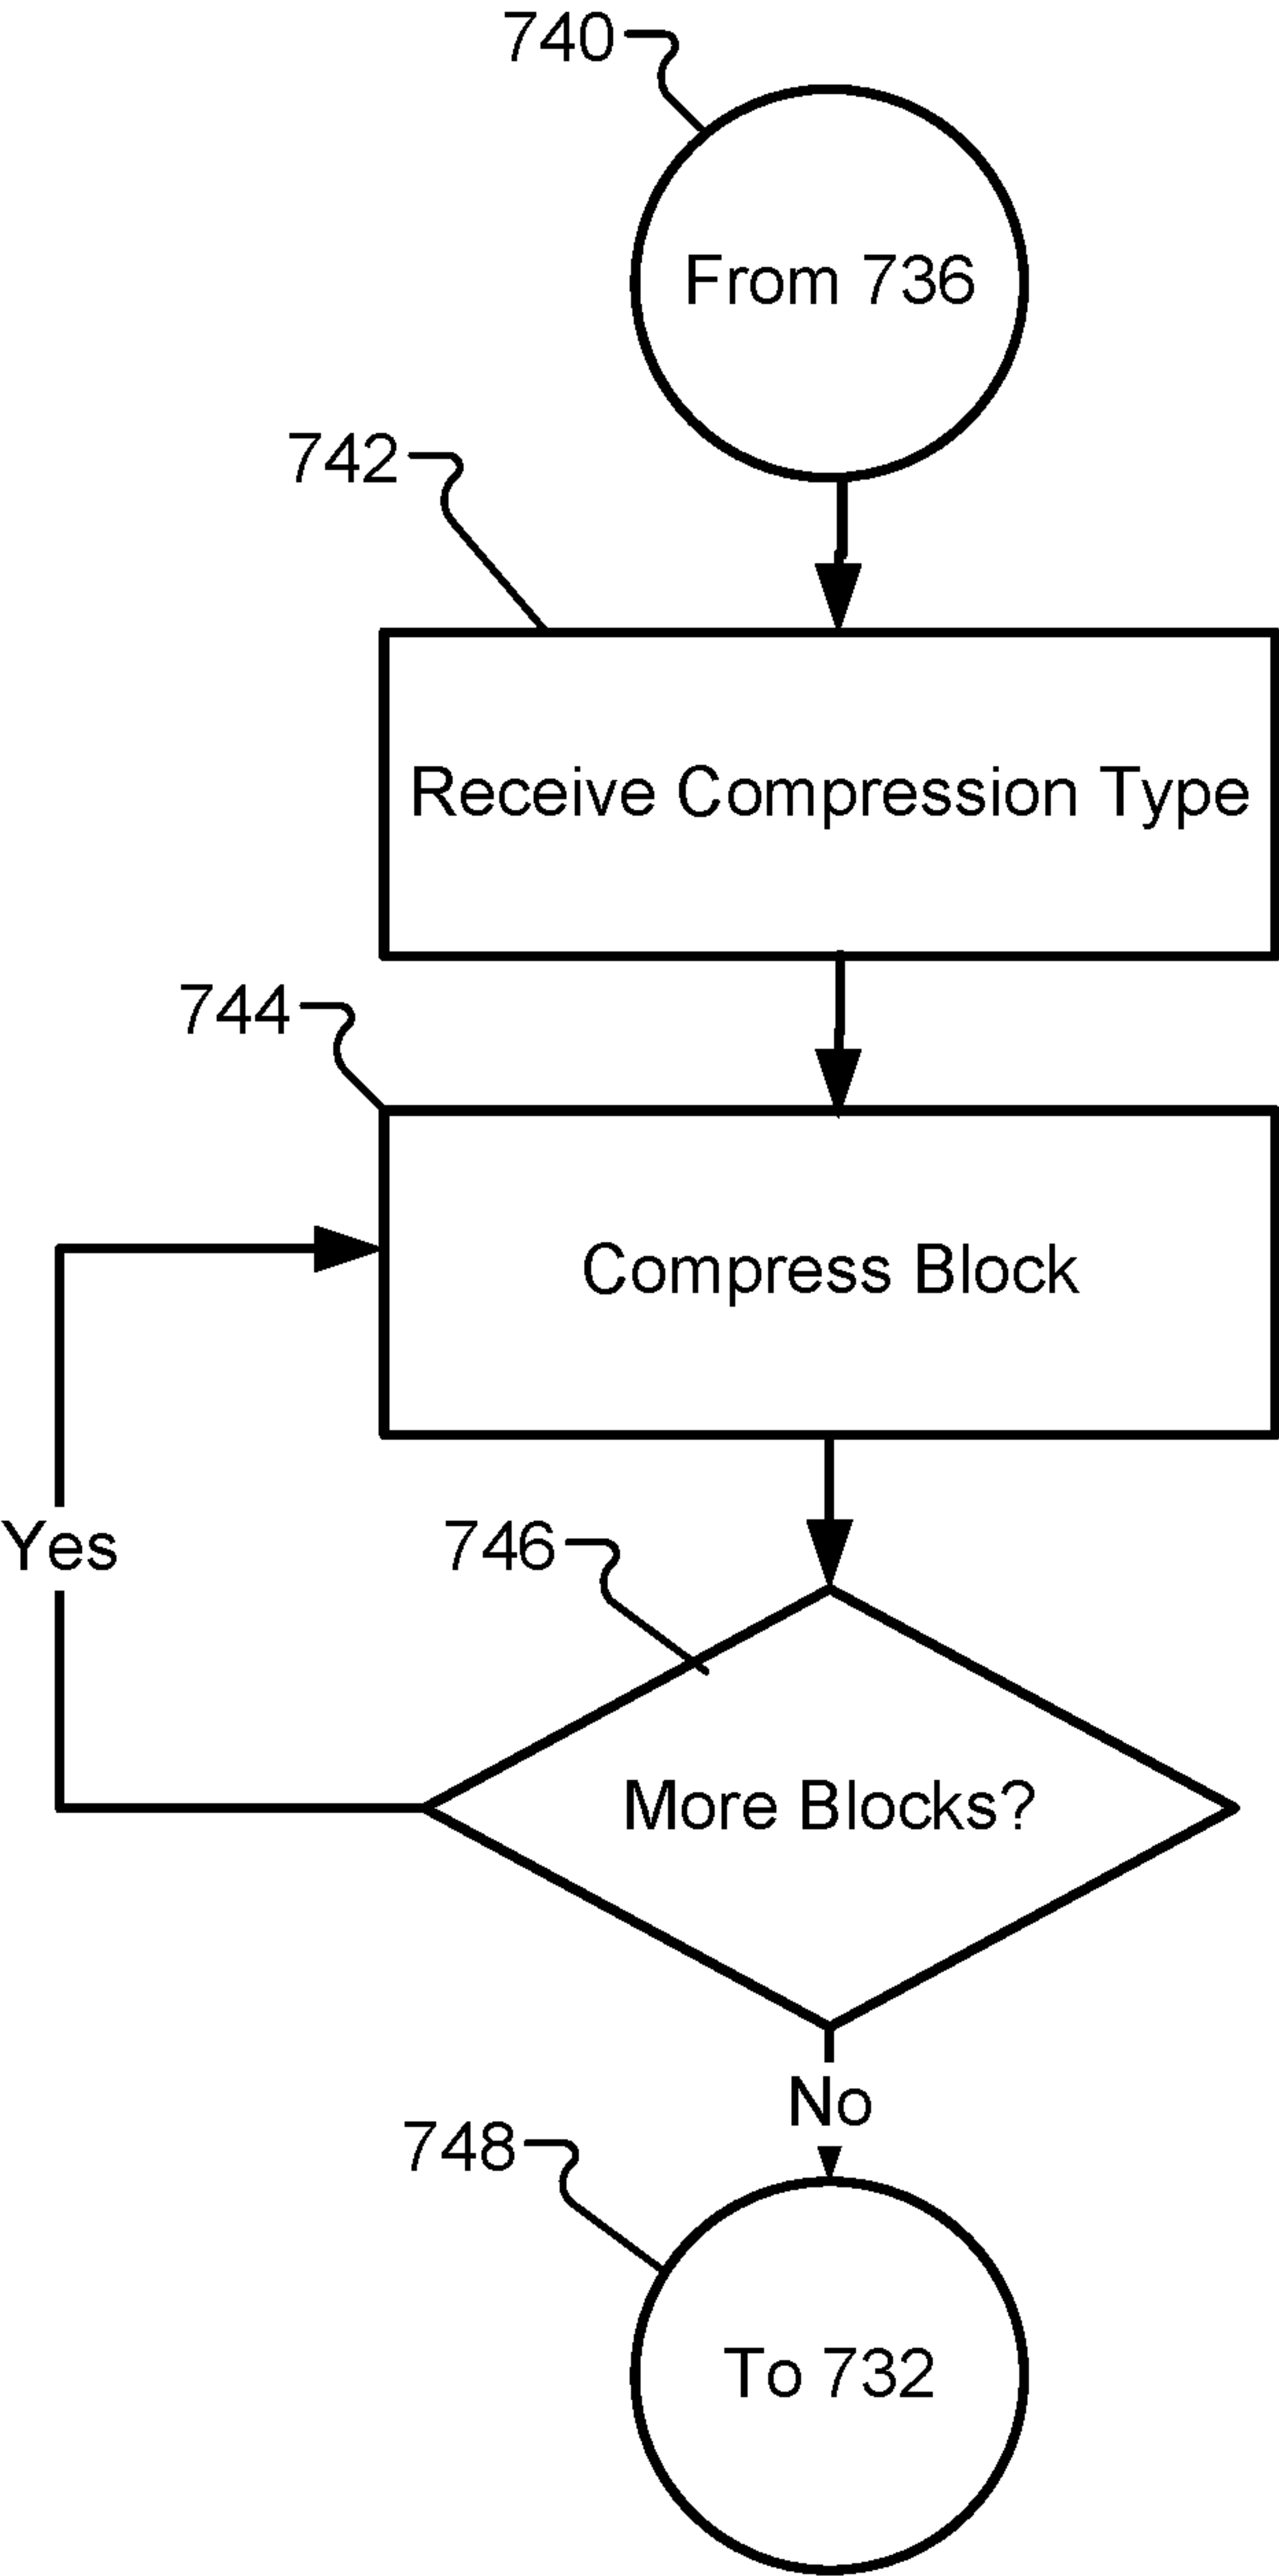 740
From 736
742
Receive Compression Type
744
Compress Block
Yes
746
More Blocks?
No
748
To 732